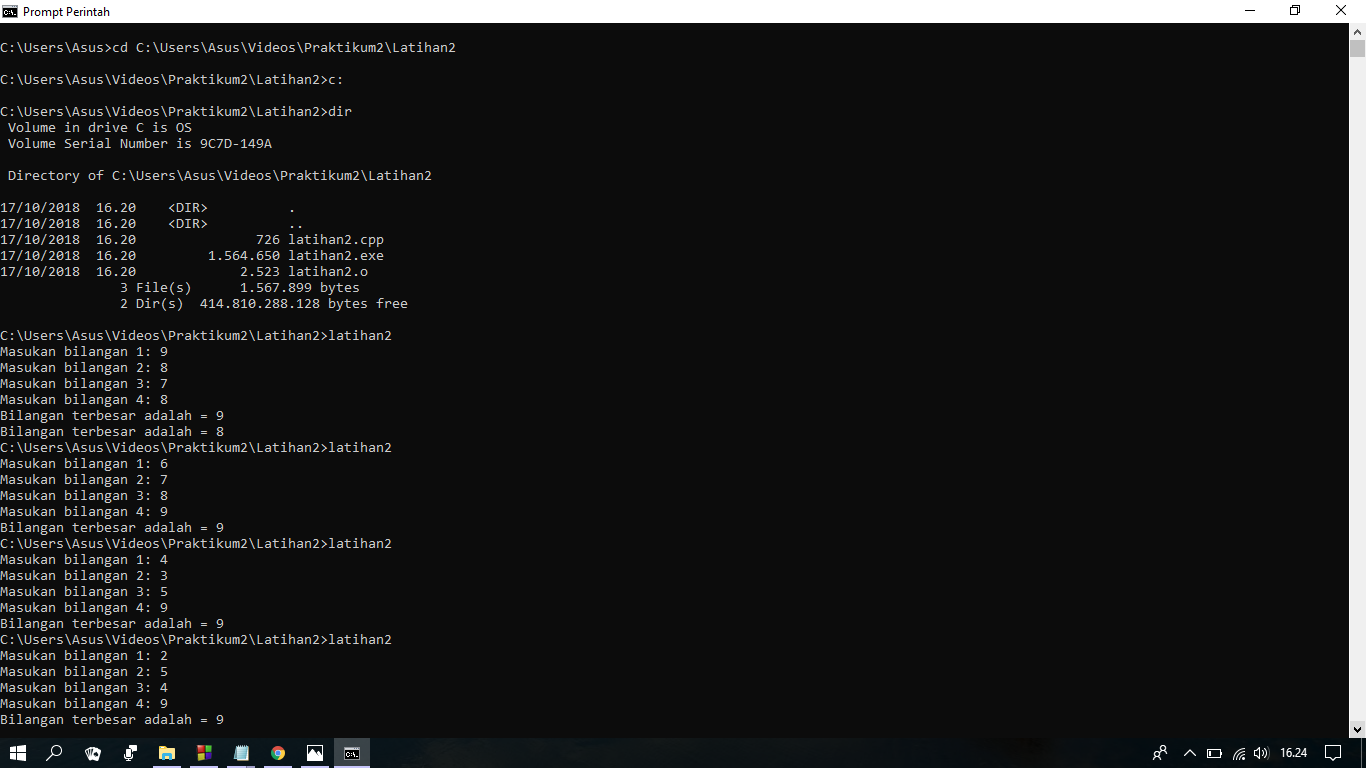 Prompt Perintah
C:\Users\Asus>cd C:\Users\Asus\Videos\Praktikum2\Latihan2
C:\Users\Asus\Videos\Praktikum2\Latihan2>c:
C:\Users\Asus\Videos\Praktikum2\Latihan2>dir
Volume in drive C is OS
Volume Serial Number is 9C7D-149A
Directory of C:\Users\Asus\Videos\Praktikum2\Latihan2
17/10/2018  16.20    <DIR>          .
17/10/2018  16.20    <DIR>          ..
17/10/2018  16.20               726 latihan2.cpp
17/10/2018  16.20         1.564.650 latihan2.exe
17/10/2018  16.20             2.523 latihan2.o
3 File(s)      1.567.899 bytes
2 Dir(s)  414.810.288.128 bytes free
C:\Users\Asus\Videos\Praktikum2\Latihan2>latihan2
Masukan bilangan 1: 9
Masukan bilangan 2: 8
Masukan bilangan 3: 7
Masukan bilangan 4: 8
Bilangan terbesar adalah = 9
Bilangan terbesar adalah = 8
C:\Users\Asus\Videos\Praktikum2\Latihan2>latihan2
Masukan bilangan 1: 6
Masukan bilangan 2: 7
Masukan bilangan 3: 8
Masukan bilangan 4: 9
Bilangan terbesar adalah = 9
C:\Users\Asus\Videos\Praktikum2\Latihan2>latihan2
Masukan bilangan 1: 4
Masukan bilangan 2: 3
Masukan bilangan 3: 5
Masukan bilangan 4: 9
Bilangan terbesar adalah = 9
C:\Users\Asus\Videos\Praktikum2\Latihan2>latihan2
Masukan bilangan 1: 2
Masukan bilangan 2: 5
Masukan bilangan 3: 4
Masukan bilangan 4: 9
Bilangan terbesar adalah = 9
16.24